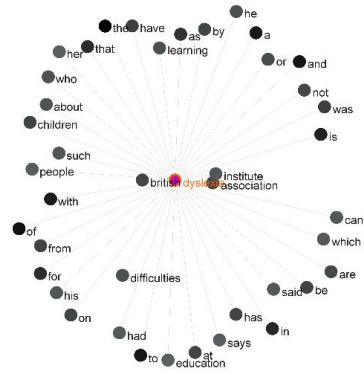 he
the have
by
a
as
her that
learning
or and
who
not
about
was
children
is
such
institute
people
british dyslexia association
with
can
of
which
from
are
for
difficulties
his
said be
on
has
in
had
says
to
at
education